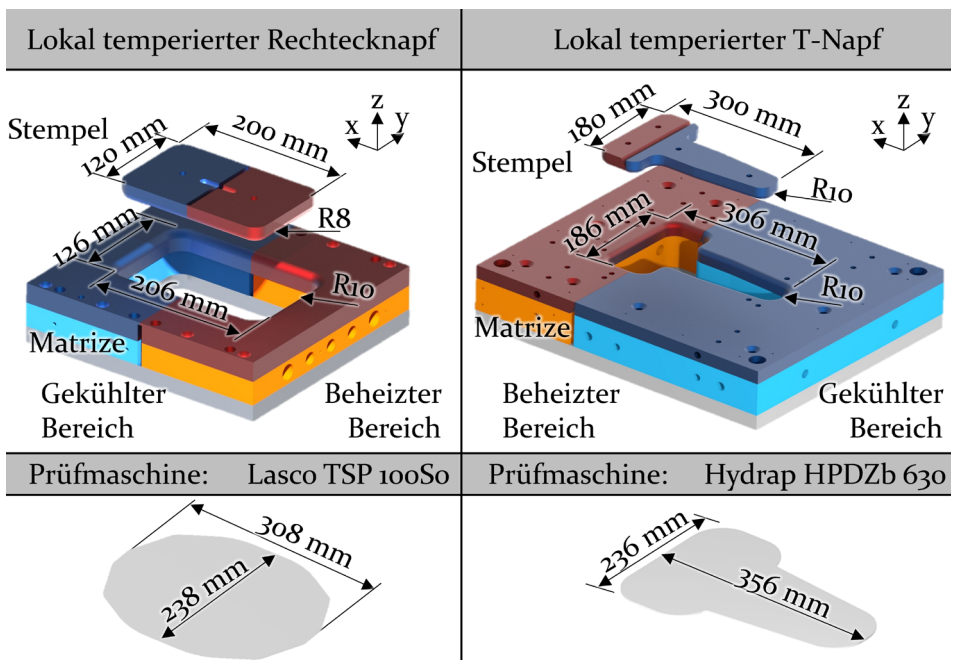 Lokal temperierter Rechtecknapf
Lokal temperierter T-Napf
Stempel
120 mm
200 mm
z
x
y
R8
126 mm
206 mm
R10
Matrize
Gekühlter
Bereich
Beheizter
Bereich
180 mm
300 mm
z
x
y
Stempel
R10
186 mm
306 mm
R10
Matrize
Beheizter
Bereich
Gekühlter
Bereich
Prüfmaschine: Lasco TSP 100S0
Prüfmaschine: Hydrap HPDZb 630
308 mm
238 mm
236 mm
356 mm